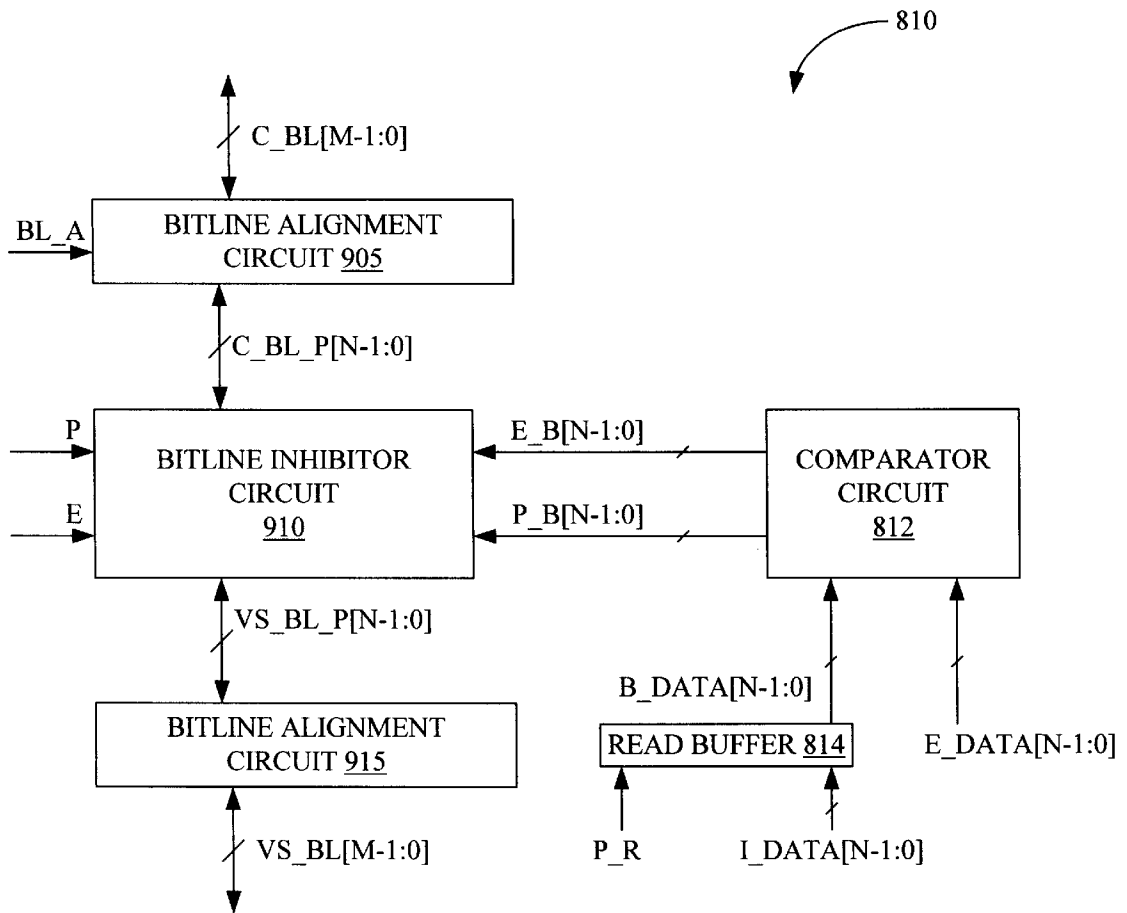 810
C_BL[M-1:0]
BL_A
BITLINE ALIGNMENT
CIRCUIT 905
C_BL_P[N-1:0]
P
E
BITLINE INHIBITOR
CIRCUIT
910
E_B[N-1:0]
P_B[N-1:0]
COMPARATOR
CIRCUIT
812
VS_BL_P[N-1:0]
B_DATA[N-1:0]
BITLINE ALIGNMENT
CIRCUIT 915
READ BUFFER 814
E_DATA[N-1:0]
VS_BL[M-1:0]
P_R
I_DATA[N-1:0]